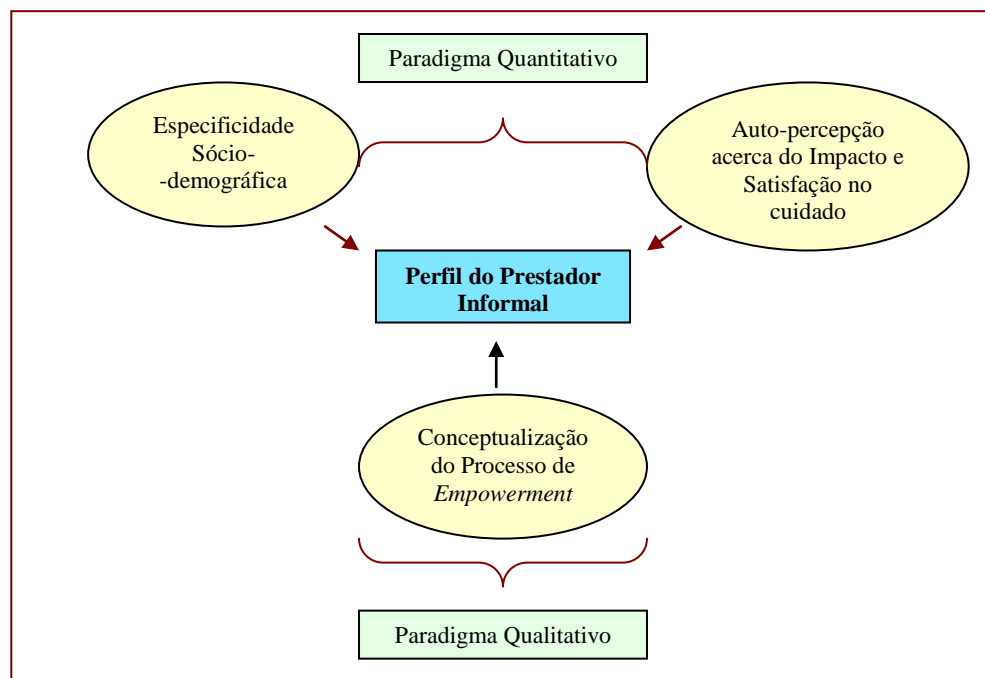 Paradigma Quantitativo
Especificidade
Sócio-
-demográfica
Auto-percepção
acerca do Impacto e
Satisfação no
cuidado
Perfil do Prestador
Informal
Conceptualização
do Processo de
Empowerment
Paradigma Qualitativo